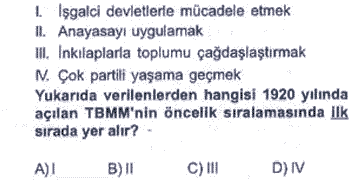 I. İşgalci devletlerle mücadele etmek
II. Anayasayı uygulamak
III. İnkılaplarla toplumu çağdaşlaştırmak
IV. Çok partili yaşama geçmek
Yukarıda verilenlerden hangisi 1920 yılında
açılan TBMM'nin öncelik sıralamasında ilk
sırada yer alır?
A) I B) II C) III D) IV